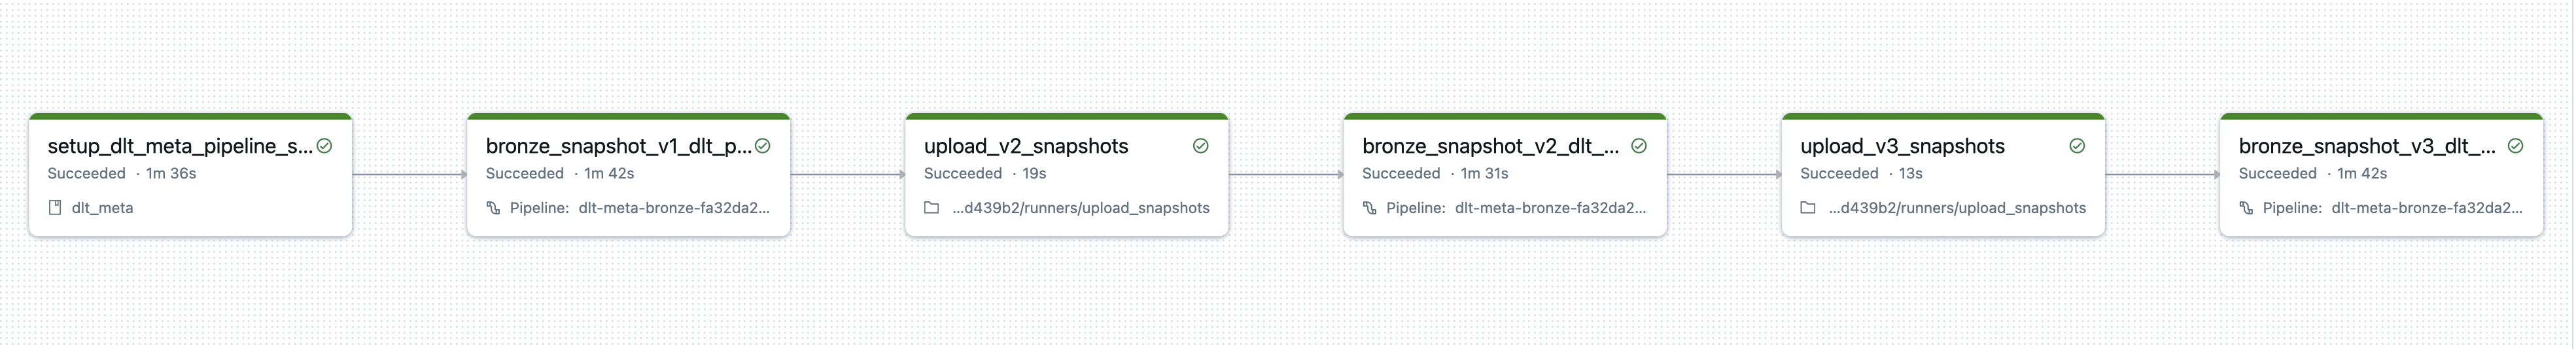 setup_dlt_meta_pipeline_s...
Succeeded · 1m 36s
dlt_meta
bronze_snapshot_v1_dlt_p...
Succeeded · 1m 42s
Pipeline: dlt-meta-bronze-fa32da2...
upload_v2_snapshots
Succeeded · 19s
...d439b2/runners/upload_snapshots
bronze_snapshot_v2_dlt_...
Succeeded · 1m 31s
Pipeline: dlt-meta-bronze-fa32da2...
upload_v3_snapshots
Succeeded · 13s
...d439b2/runners/upload_snapshots
bronze_snapshot_v3_dlt_...
Succeeded · 1m 42s
Pipeline: dlt-meta-bronze-fa32da2...